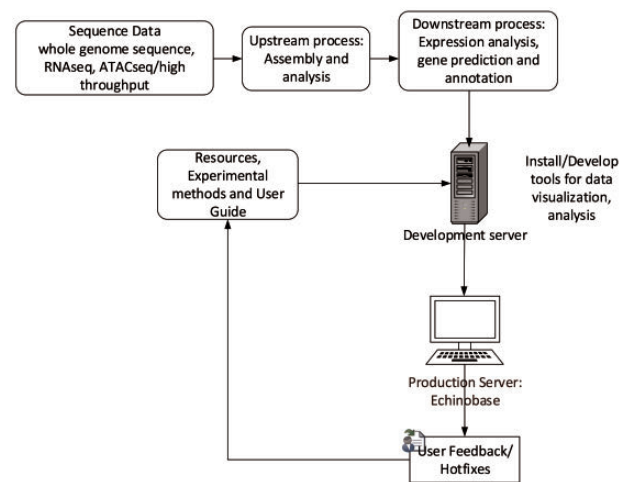 Sequence Data
whole genome sequence,
RNAseq, ATACseq/high
throughput
Upstream process:
Assembly and
analysis
Downstream process:
Expression analysis,
gene prediction and
annotation
Resources,
Experimental
methods and User
Guide
Install/Develop
tools for data
visualization,
analysis
Development server
Production Server:
Echinobase
User Feedback/
Hotfixes